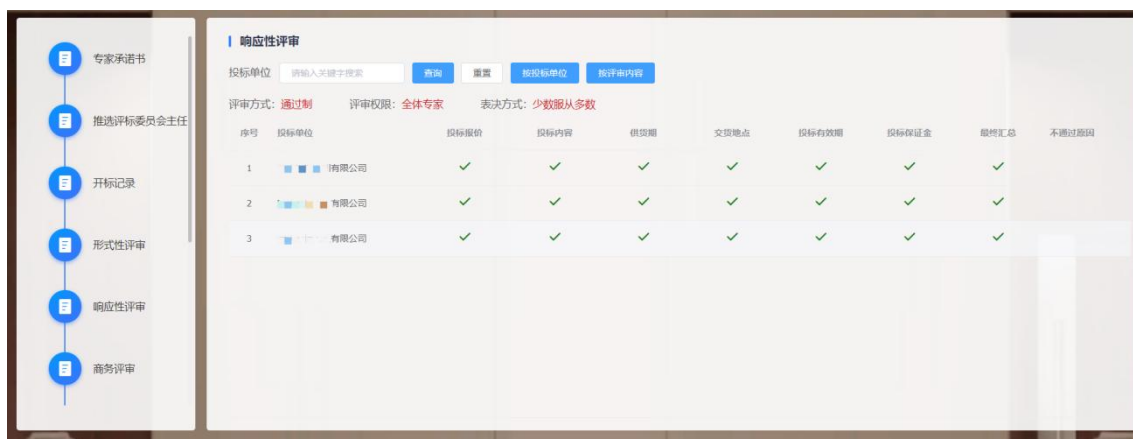 专家承诺书
推选评标委员会主任
开标记录
形式性评审
响应性评审
商务评审
响应性评审
投标单位 请输入关键字搜索 查询 重置 按投标单位 按评审内容
评审方式：通过制 评审权限：全体专家 表决方式：少数服从多数
序号 投标单位 投标报价 投标内容 供货期 交货地点 投标有效期 投标保证金 最终汇总 不通过原因
1 有限公司
2 有限公司
3 有限公司